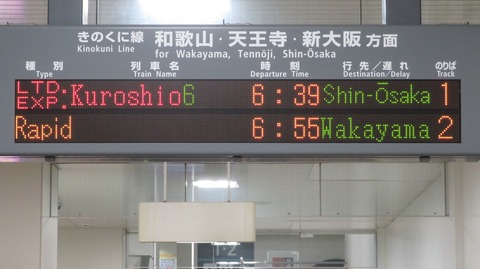 きのくに線 和歌山・天王寺・新大阪 方面
Kinokuni Line for Wakayama, Tennōji, Shin-Ōsaka
種別 列車名 時刻 行先/遅れ のりば
Type Train Name Departure Time Destination/Delay Track
LTD. EXP. Kuroshio6 6:39 Shin-Ōsaka 1
Rapid 6:55 Wakayama 2
1-2